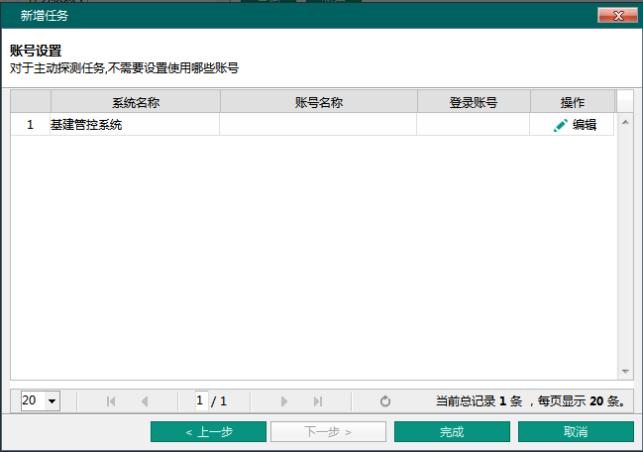 新增任务
账号设置
对于主动探测任务,不需要设置使用哪些账号
系统名称 账号名称 登录账号 操作
1 基建管控系统 编辑
20 1 / 1 当前总记录 1 条 ，每页显示 20 条。
< 上一步 下一步 > 完成 取消